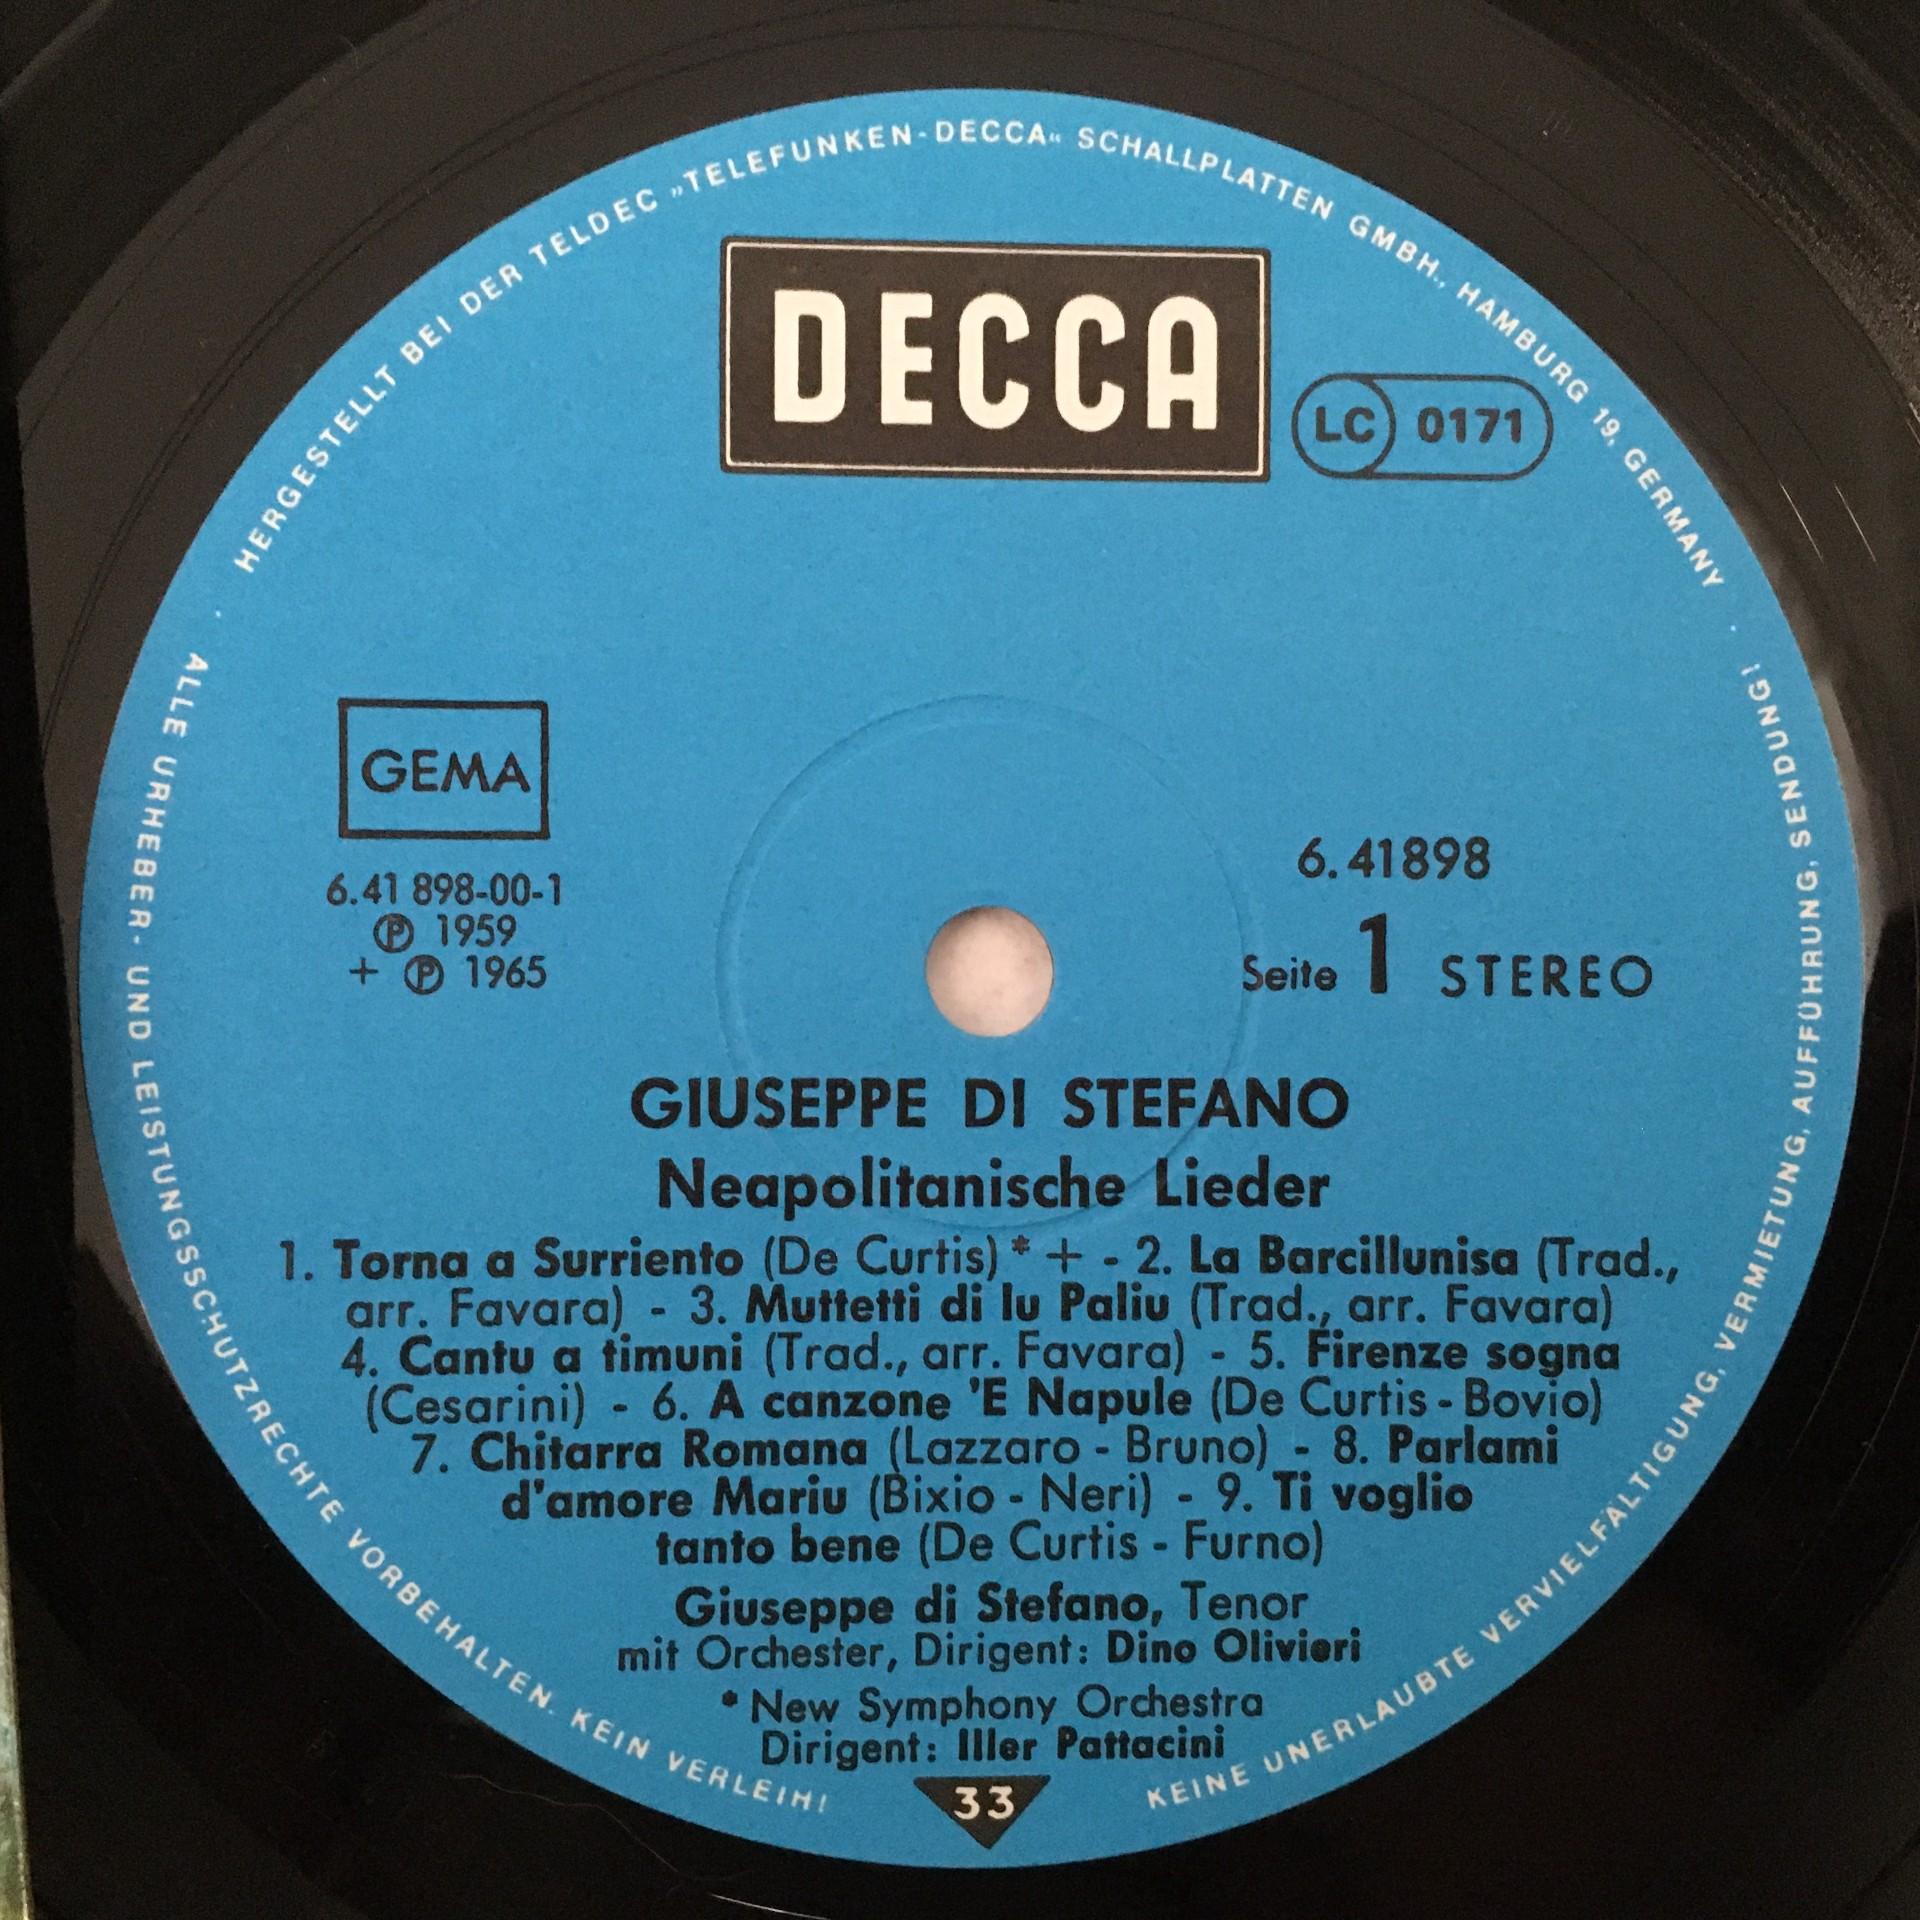 HERGESTELLT BEI DER TELDEC „TELEFUNKEN-DECCA“ SCHALLPLATTEN GMBH., HAMBURG 19, GERMANY
DECCA
LC 0171
GEMA
6.41 898-00-1
Ⓟ 1959
+ Ⓟ 1965
6.41898
Seite 1 STEREO
GIUSEPPE DI STEFANO
Neapolitanische Lieder
1. Torna a Surriento (De Curtis) * + - 2. La Barcillunisa (Trad.,
arr. Favara) - 3. Muttetti di lu Paliu (Trad., arr. Favara)
4. Cantu a timuni (Trad., arr. Favara) - 5. Firenze sogna
(Cesarini) - 6. A canzone 'E Napule (De Curtis - Bovio)
7. Chitarra Romana (Lazzaro - Bruno) - 8. Parlami
d'amore Mariu (Bixio - Neri) - 9. Ti voglio
tanto bene (De Curtis - Furno)
Giuseppe di Stefano, Tenor
mit Orchester, Dirigent: Dino Olivieri
* New Symphony Orchestra
Dirigent: Iller Pattacini
33
ALLE URHEBER- UND LEISTUNGSSCHUTZRECHTE VORBEHALTEN. KEIN VERLEIH!
KEINE UNERLAUBTE VERVIELFÄLTIGUNG, VERMIETUNG, AUFFÜHRUNG, SENDUNG!